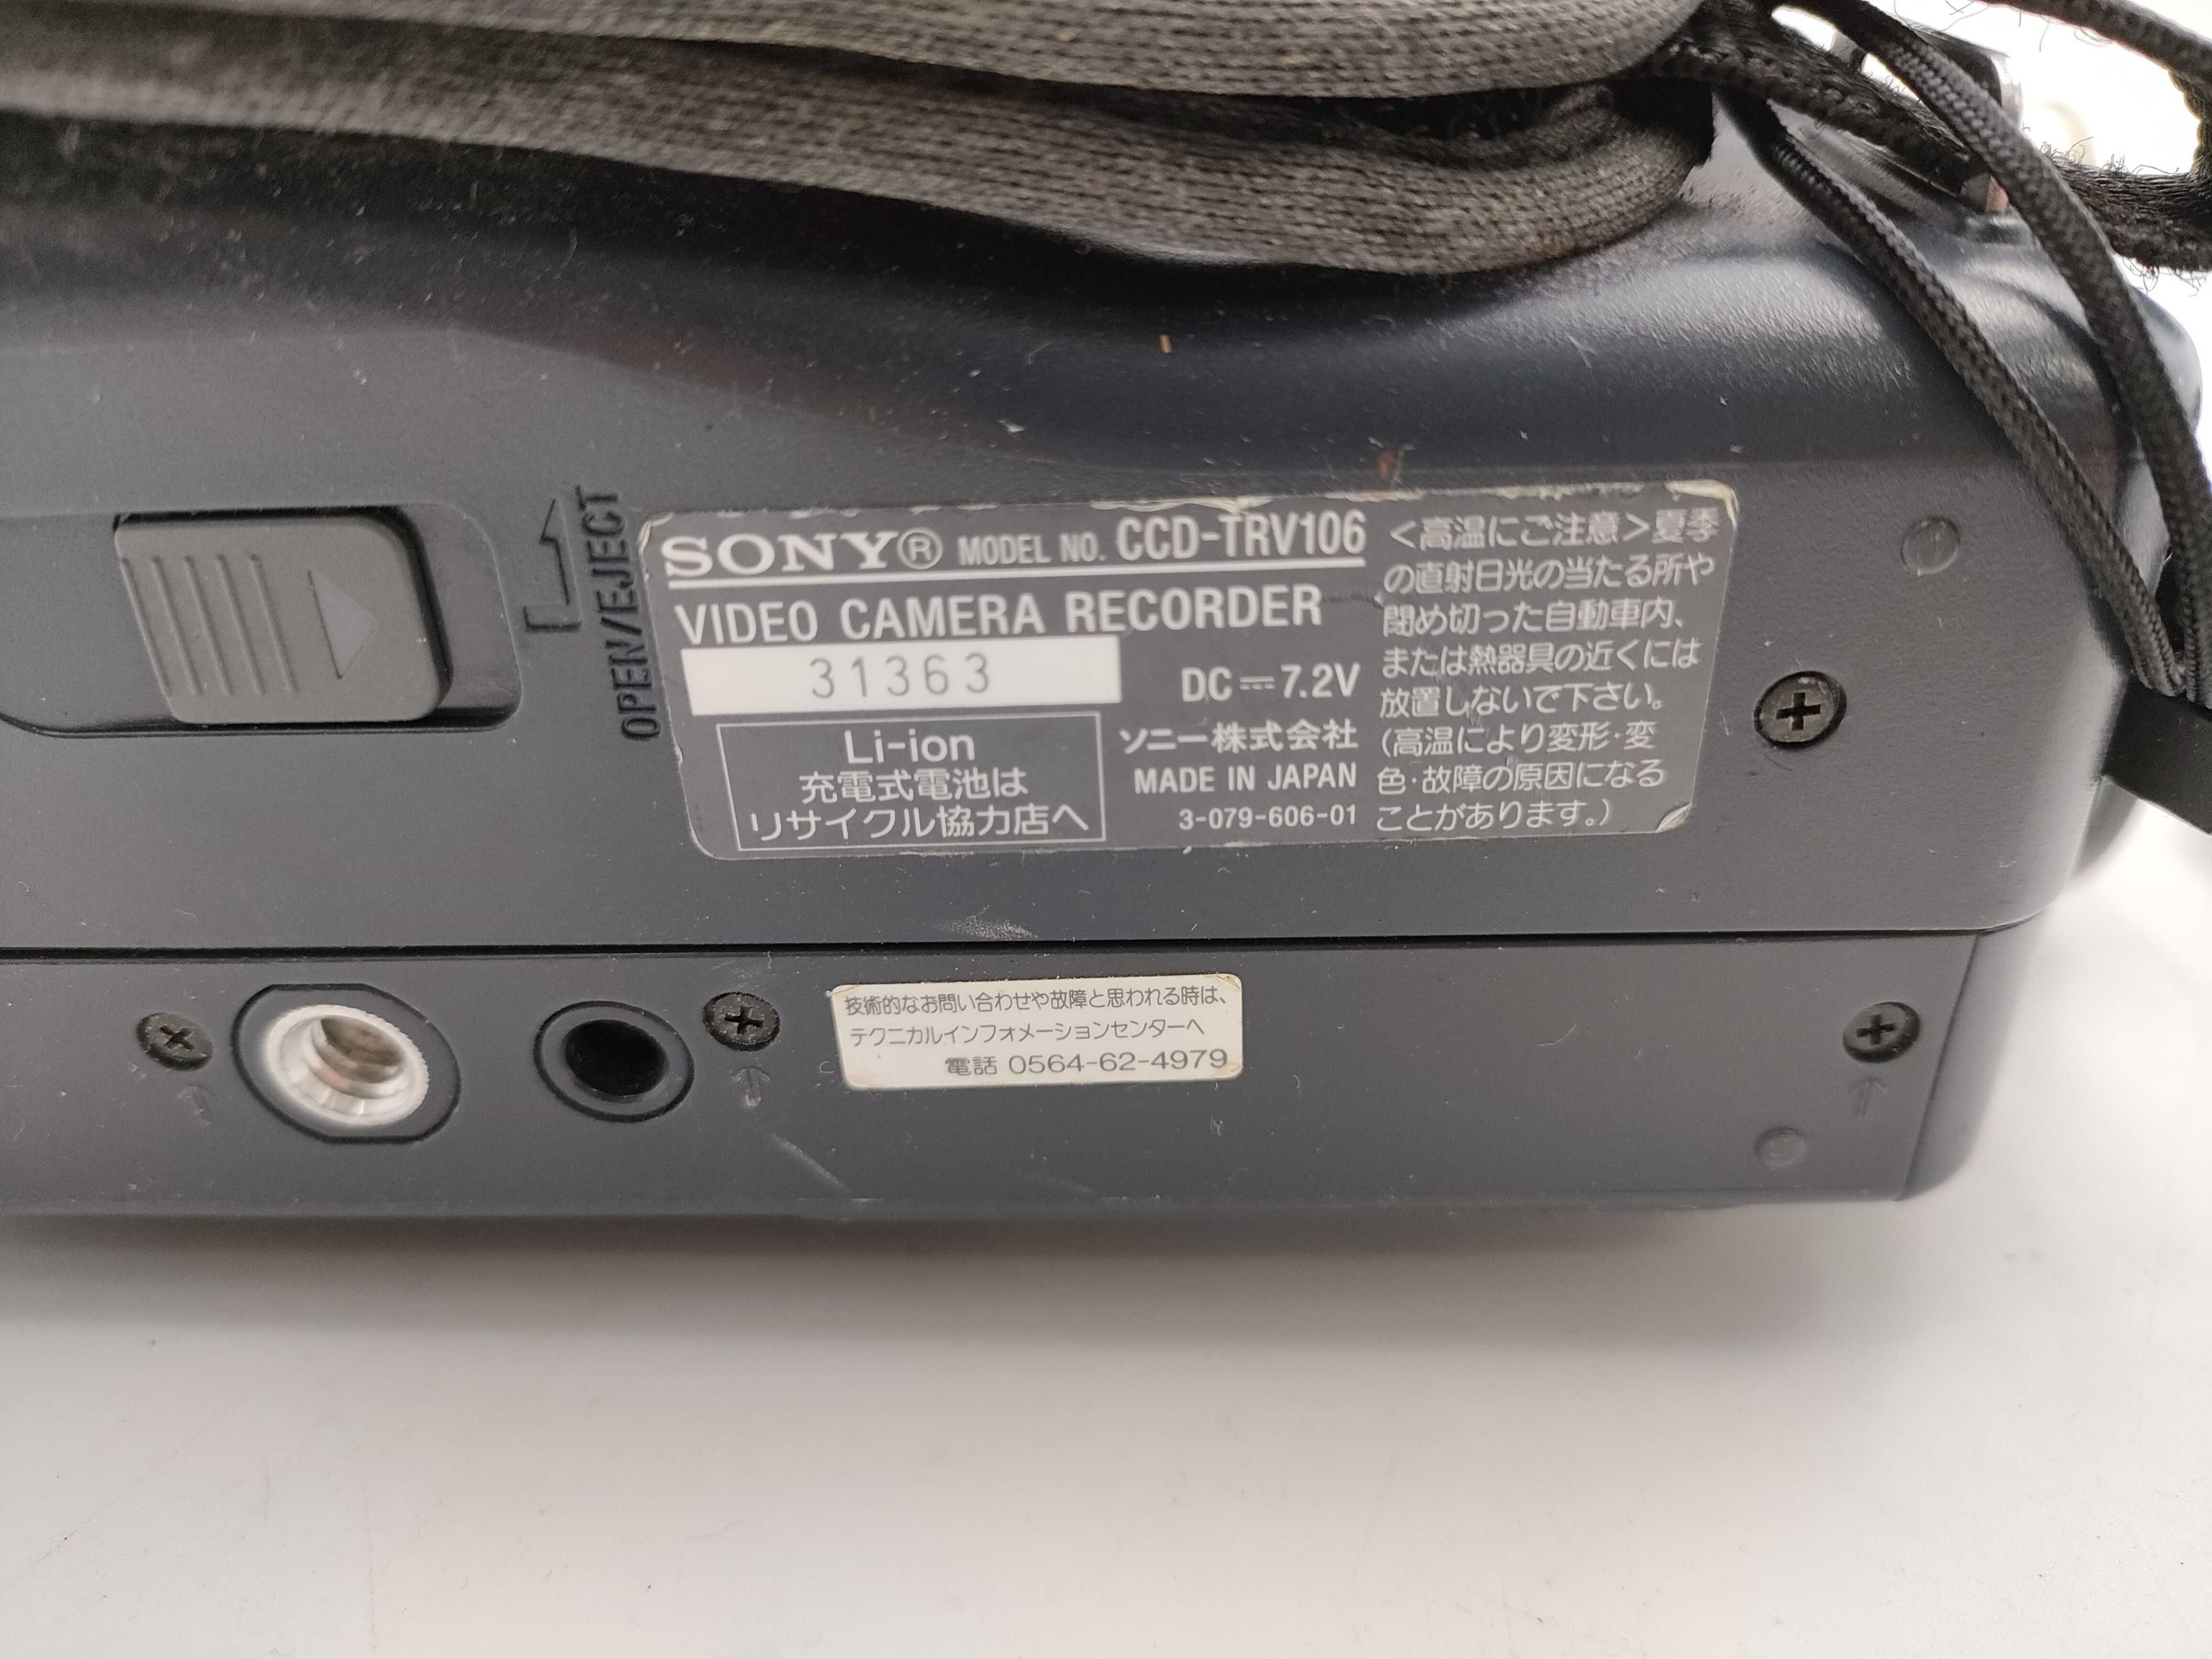 OPEN/EJECT
SONY® MODEL NO. CCD-TRV106
VIDEO CAMERA RECORDER
31363
DC ⎓ 7.2V
Li-ion
充電式電池は
リサイクル協力店へ
ソニー株式会社
MADE IN JAPAN
3-079-606-01
<高温にご注意>夏季
の直射日光の当たる所や
閉め切った自動車内、
または熱器具の近くには
放置しないで下さい。
(高温により変形·変
色·故障の原因になる
ことがあります。)
技術的なお問い合わせや故障と思われる時は、
テクニカルインフォメーションセンターへ
電話 0564-62-4979